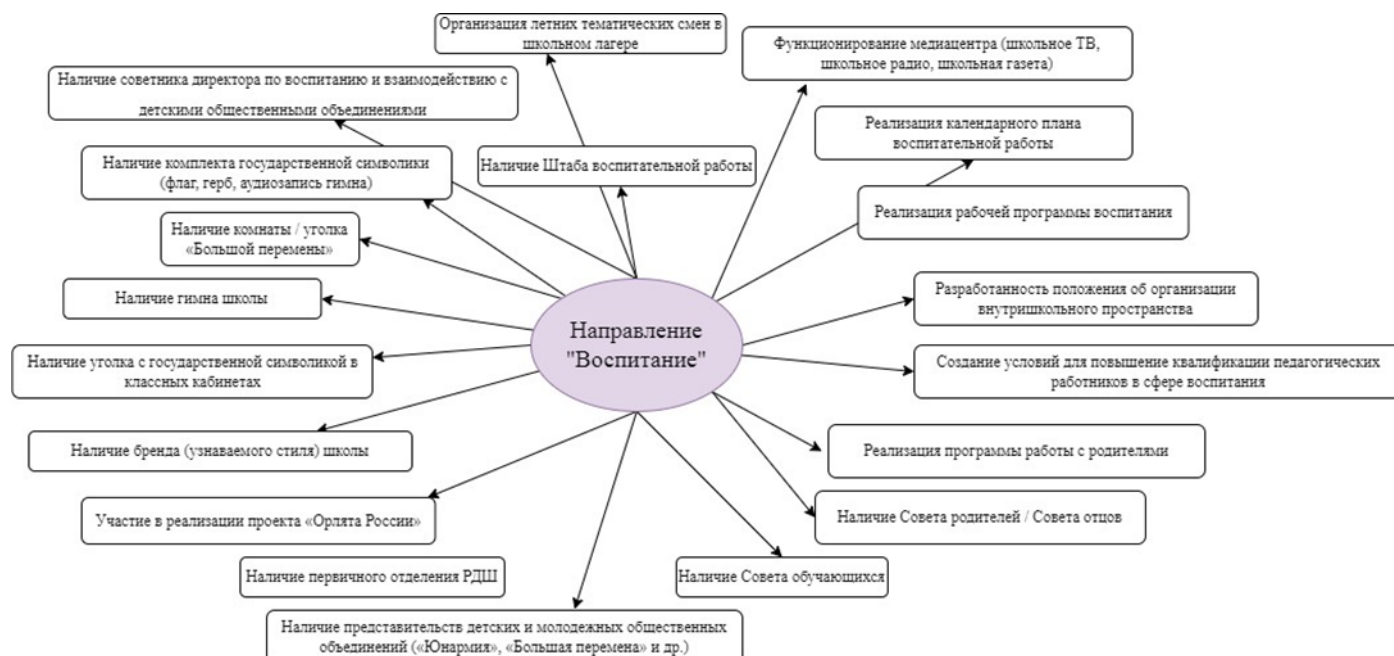 Организация летних тематических смен в
школьном лагере
Функционирование медиацентра (школьное ТВ,
школьное радио, школьная газета)
Наличие советника директора по воспитанию и взаимодействию с
детскими общественными объединениями
Реализация календарного плана
воспитательной работы
Наличие комплекта государственной символики
(флаг, герб, аудиозапись гимна)
Наличие Штаба воспитательной работы
Реализация рабочей программы воспитания
Наличие комнаты / уголка
«Большой перемены»
Наличие гимна школы
Разработанность положения об организации
внутришкольного пространства
Направление
"Воспитание"
Наличие уголка с государственной символикой в
классных кабинетах
Создание условий для повышение квалификации педагогических
работников в сфере воспитания
Наличие бренда (узнаваемого стиля) школы
Реализация программы работы с родителями
Участие в реализации проекта «Орлята России»
Наличие Совета родителей / Совета отцов
Наличие первичного отделения РДШ
Наличие Совета обучающихся
Наличие представительств детских и молодежных общественных
объединений («Юнармия», «Большая перемена» и др.)